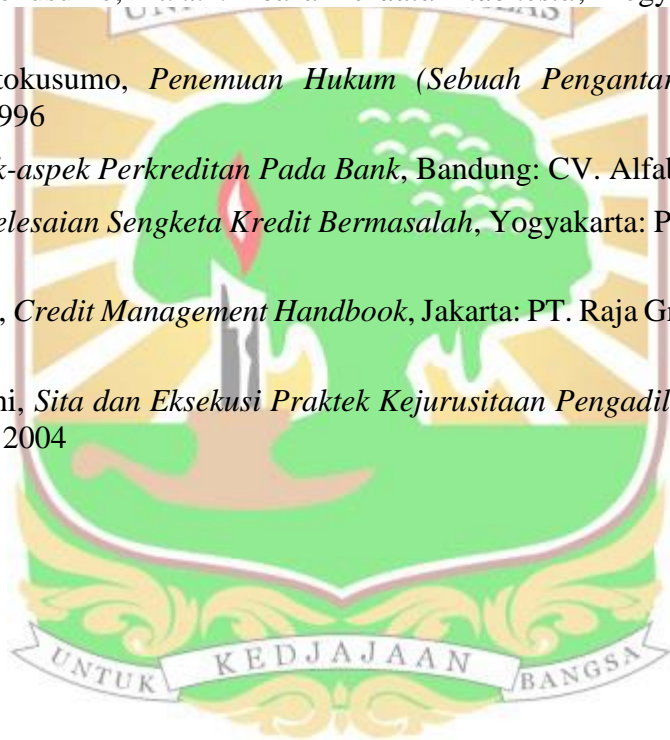 tokusumo, Penemuan Hukum (Sebuah Pengantar
996
k-aspek Perkreditan Pada Bank, Bandung: CV. Alfab
elesaian Sengketa Kredit Bermasalah, Yogyakarta: P
, Credit Management Handbook, Jakarta: PT. Raja Gr
ni, Sita dan Eksekusi Praktek Kejurusitaan Pengadil
2004
UNTUK KEDJAJAAN BANGSA